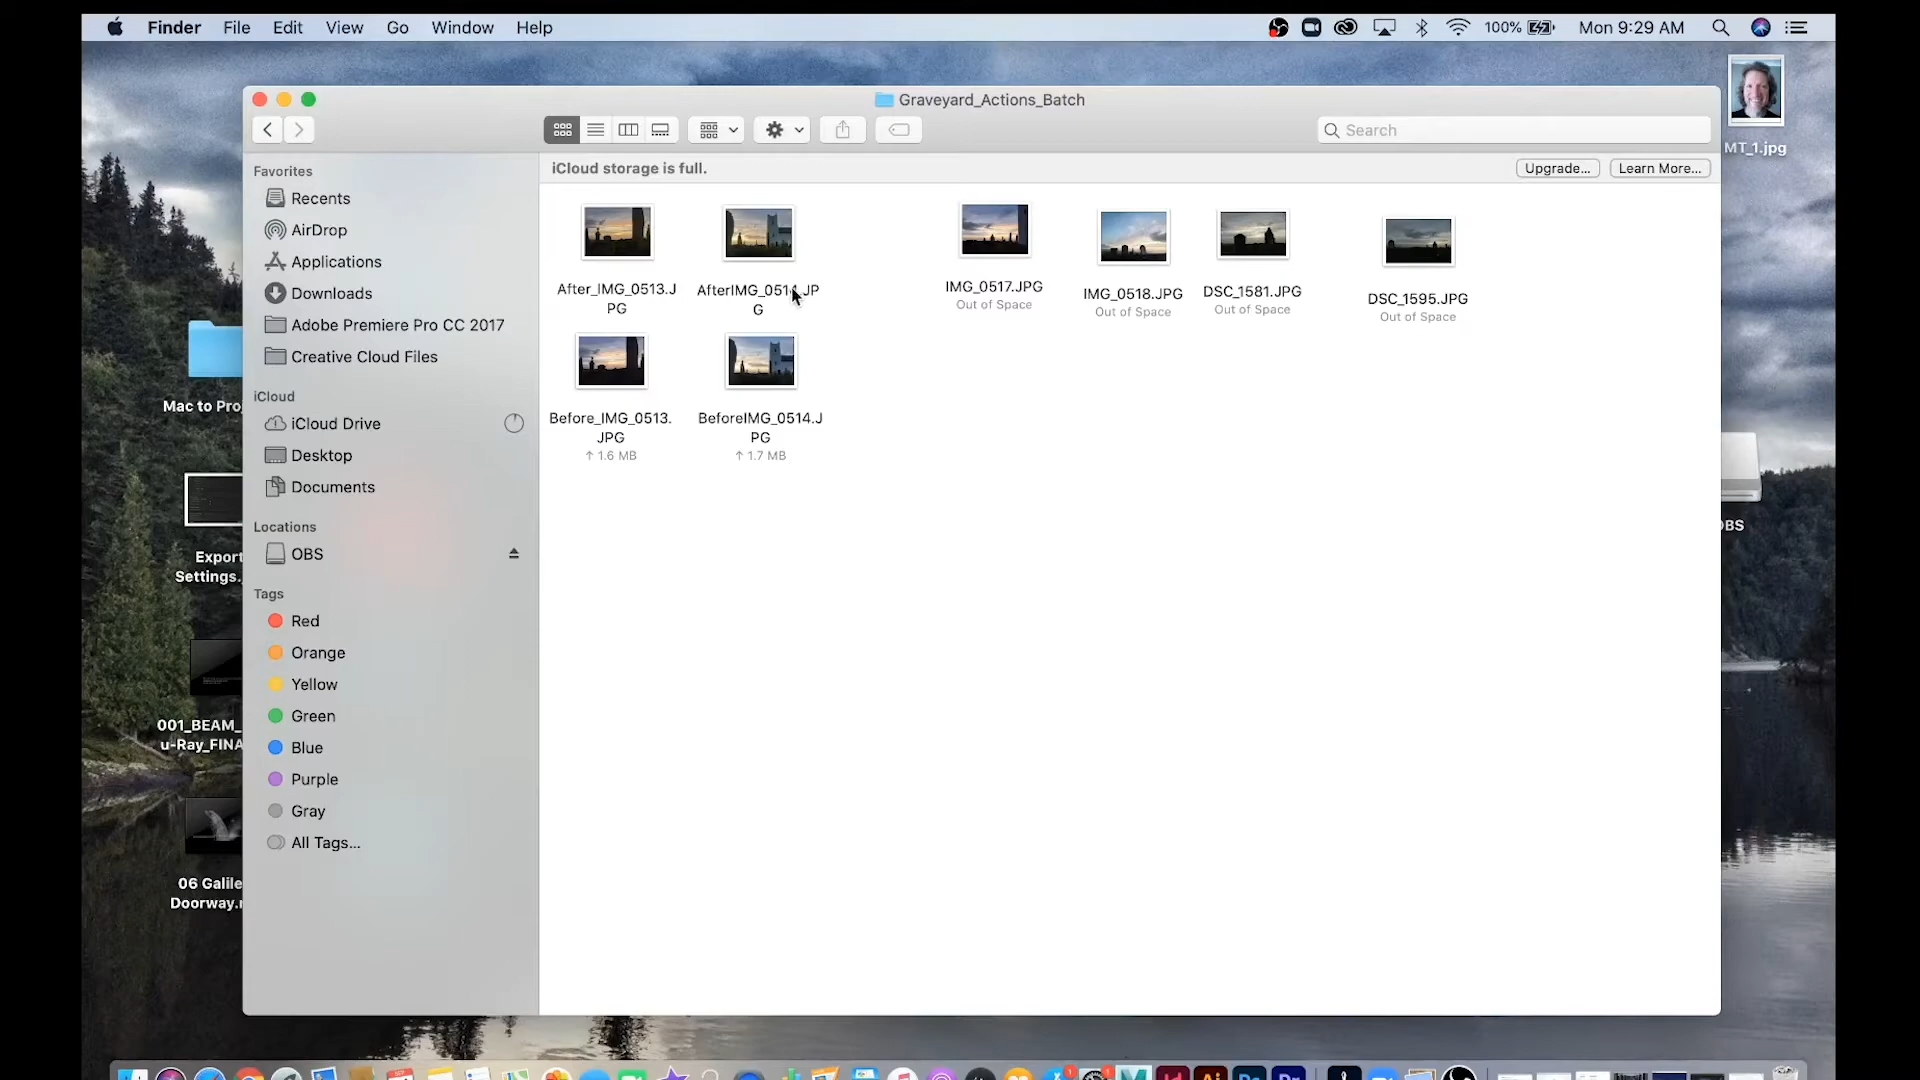 Finder File Edit View Go Window Help
100% Mon 9:29 AM
Graveyard_Actions_Batch
Search
iCloud storage is full.
Upgrade...
Learn More...
Favorites
Recents
AirDrop
Applications
Downloads
Adobe Premiere Pro CC 2017
Creative Cloud Files
iCloud
iCloud Drive
Desktop
Documents
Locations
OBS
Tags
Red
Orange
Yellow
Green
Blue
Purple
Gray
All Tags...
After_IMG_0513.J
PG
AfterIMG_0514.JP
G
IMG_0517.JPG
Out of Space
IMG_0518.JPG
Out of Space
DSC_1581.JPG
Out of Space
DSC_1595.JPG
Out of Space
Before_IMG_0513.
JPG
↑ 1.6 MB
BeforeIMG_0514.J
PG
↑ 1.7 MB
MT_1.jpg
OBS
Mac to Pro
Export
Settings.
001_BEAM_
u-Ray_FINA
06 Galile
Doorway.